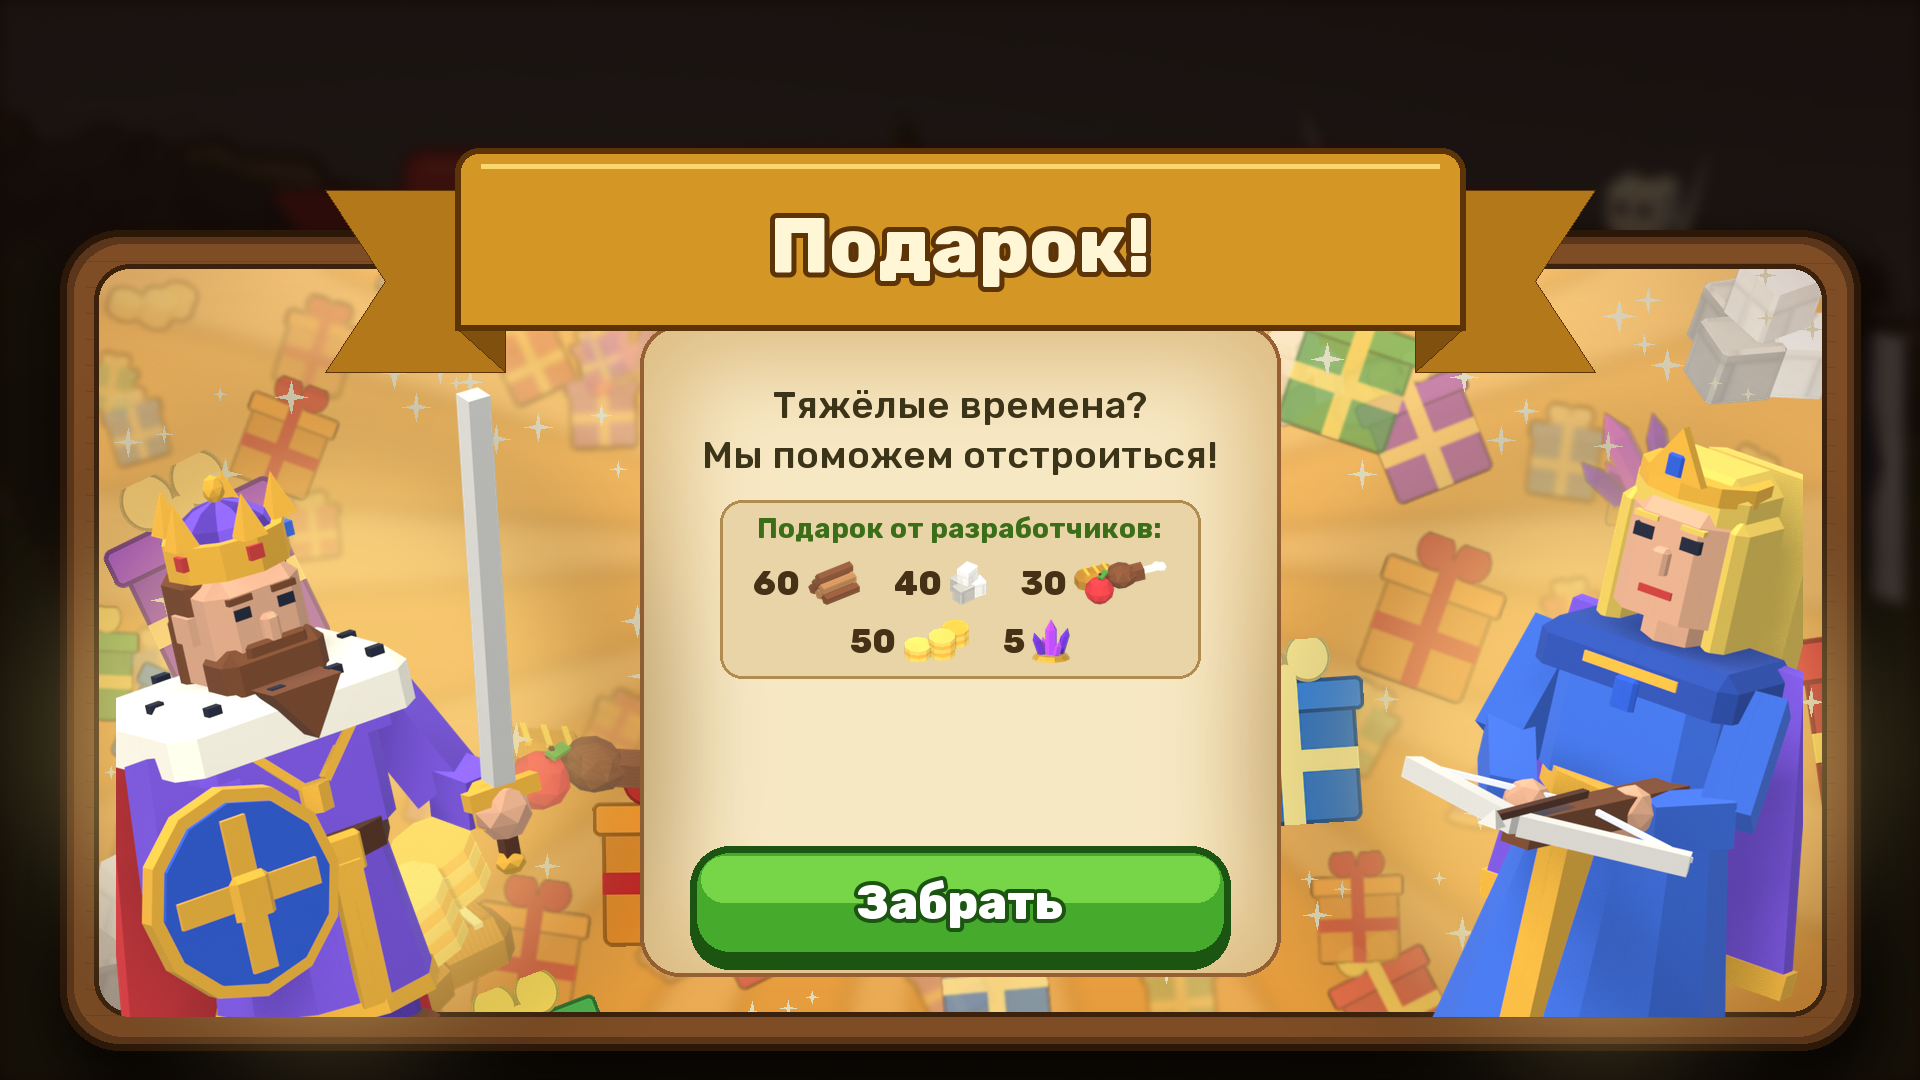 Подарок!
Тяжёлые времена?
Мы поможем отстроиться!
Подарок от разработчиков:
60 40 30
50 5
Забрать